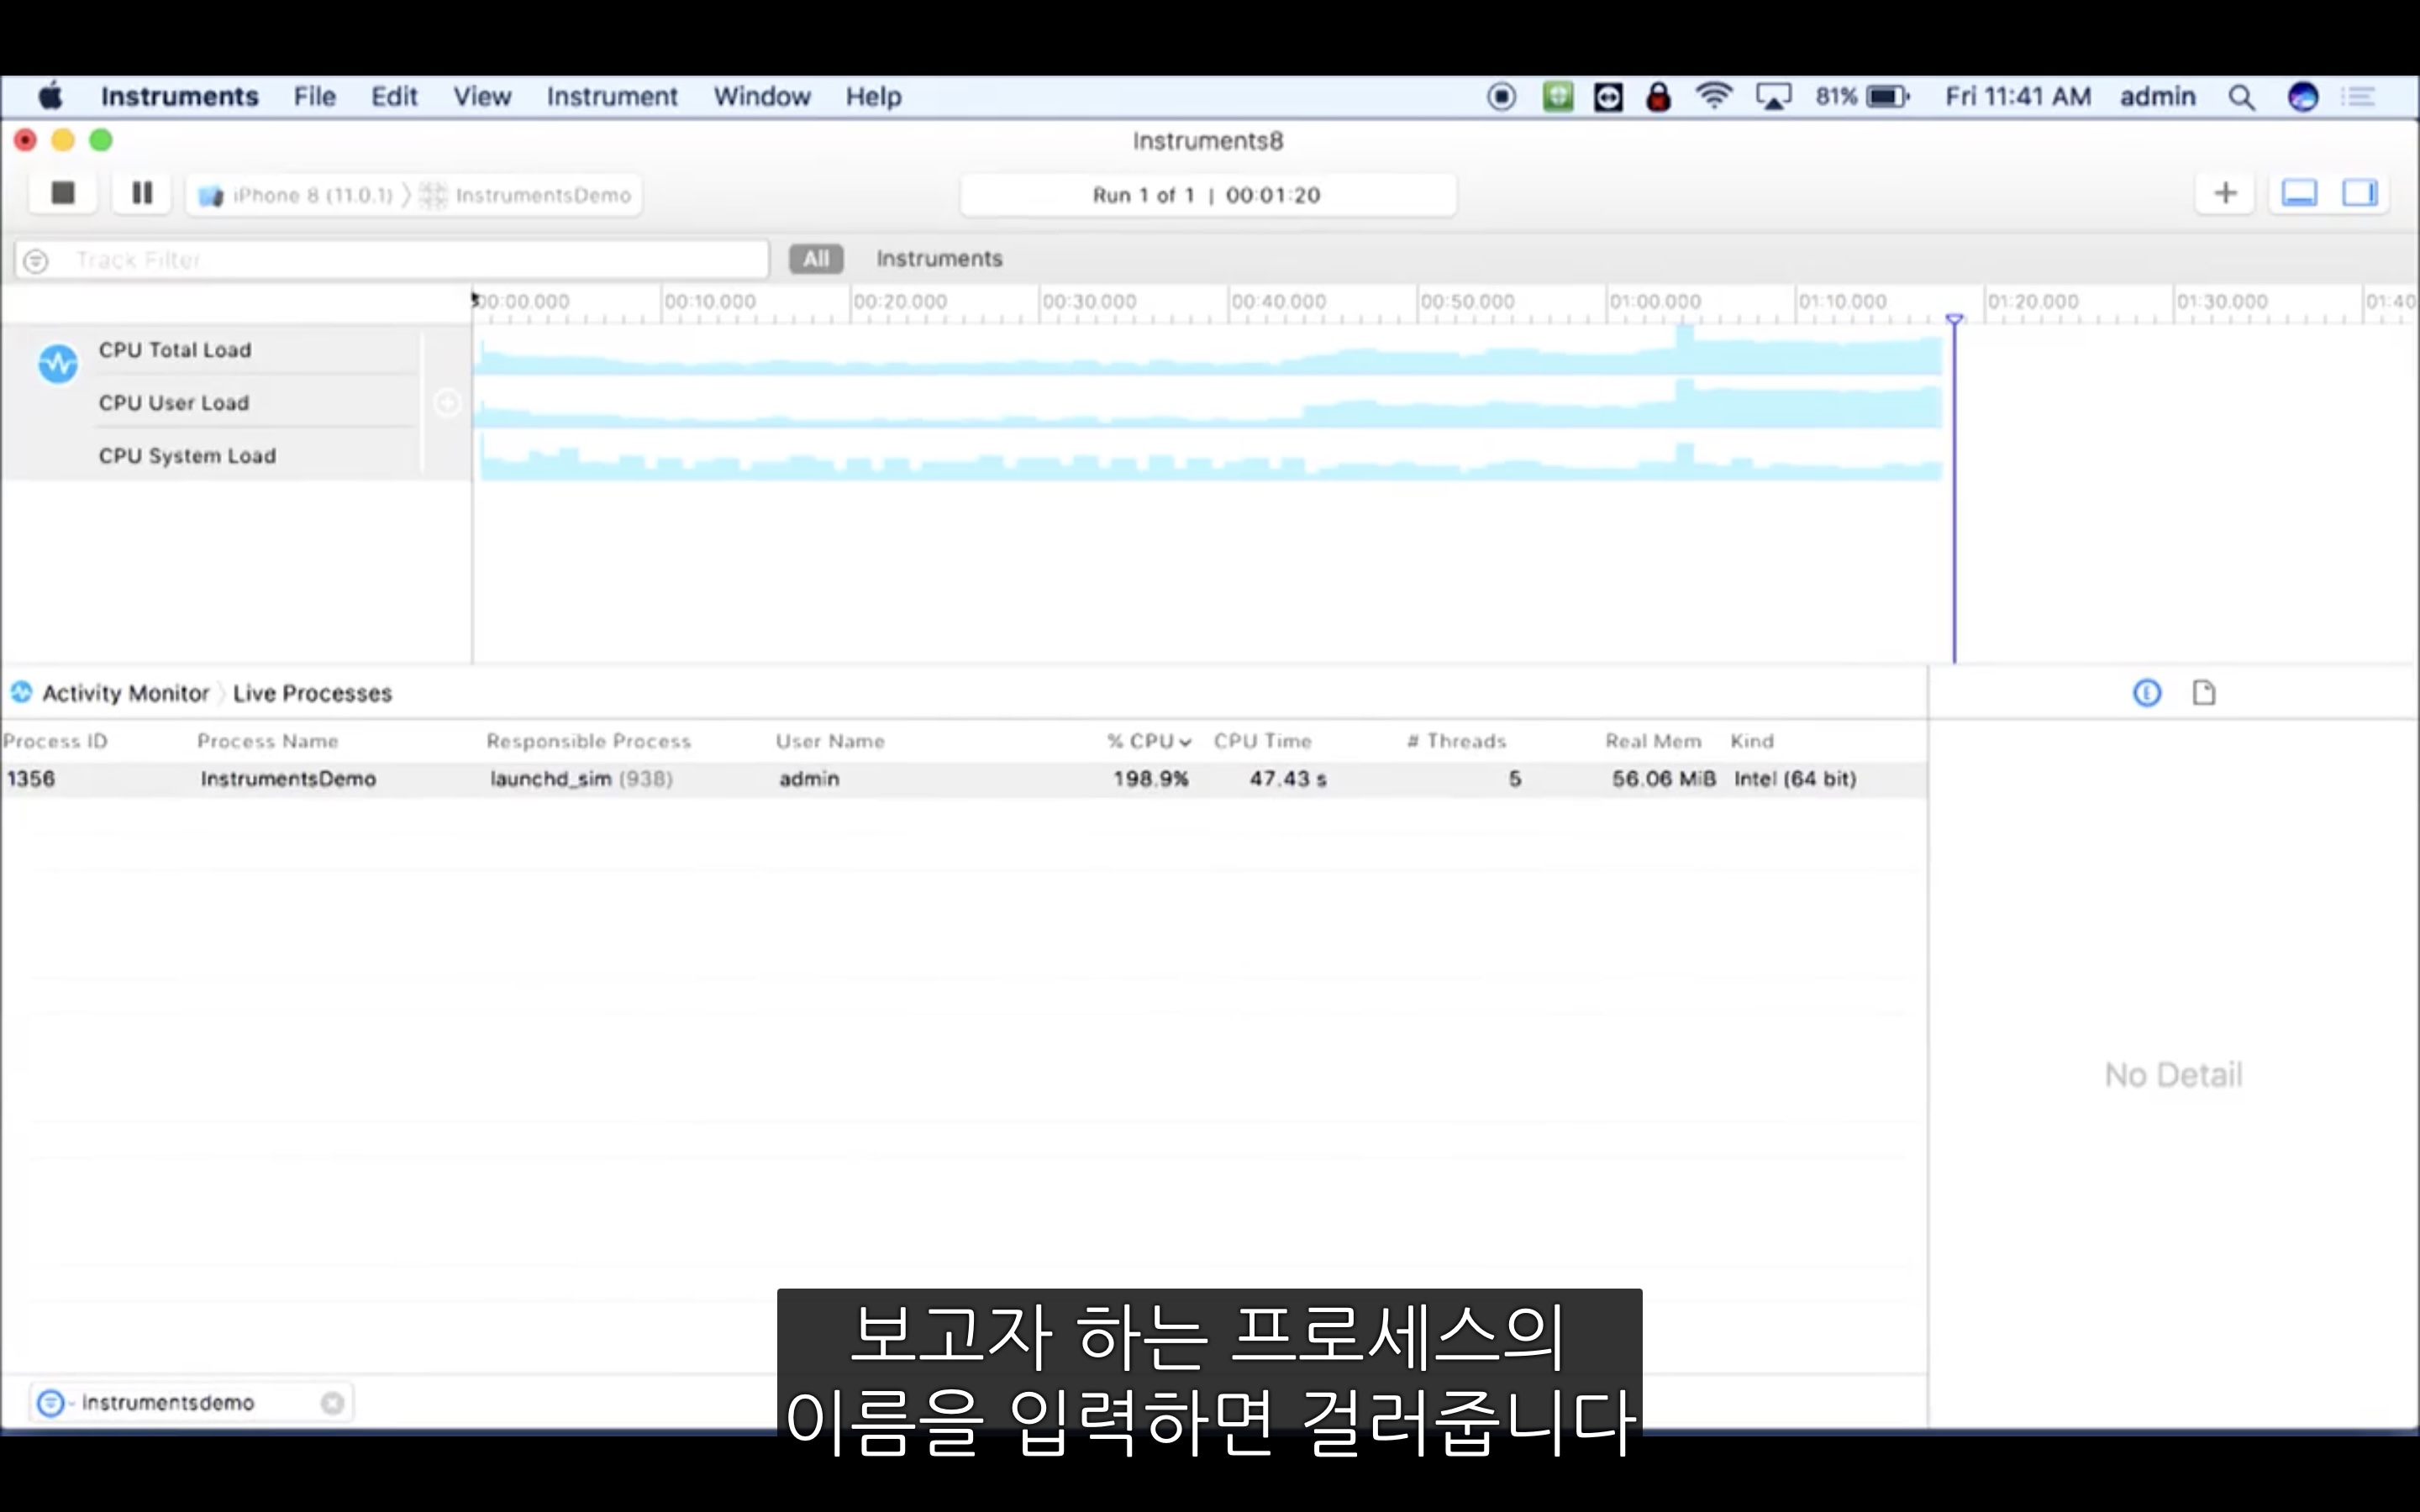 Instruments File Edit View Instrument Window Help 81% Fri 11:41 AM admin
Instruments8
iPhone 8 (11.0.1) InstrumentsDemo Run 1 of 1 | 00:01:20
Track Filter All Instruments
00:00.000 00:10.000 00:20.000 00:30.000 00:40.000 00:50.000 01:00.000 01:10.000 01:20.000 01:30.000 01:40
CPU Total Load
CPU User Load
CPU System Load
Activity Monitor Live Processes
Process ID Process Name Responsible Process User Name % CPU CPU Time # Threads Real Mem Kind
1356 InstrumentsDemo launchd_sim (938) admin 198.9% 47.43 s 5 56.06 MiB Intel (64 bit)
No Detail
instrumentsdemo
보고자 하는 프로세스의
이름을 입력하면 걸러줍니다